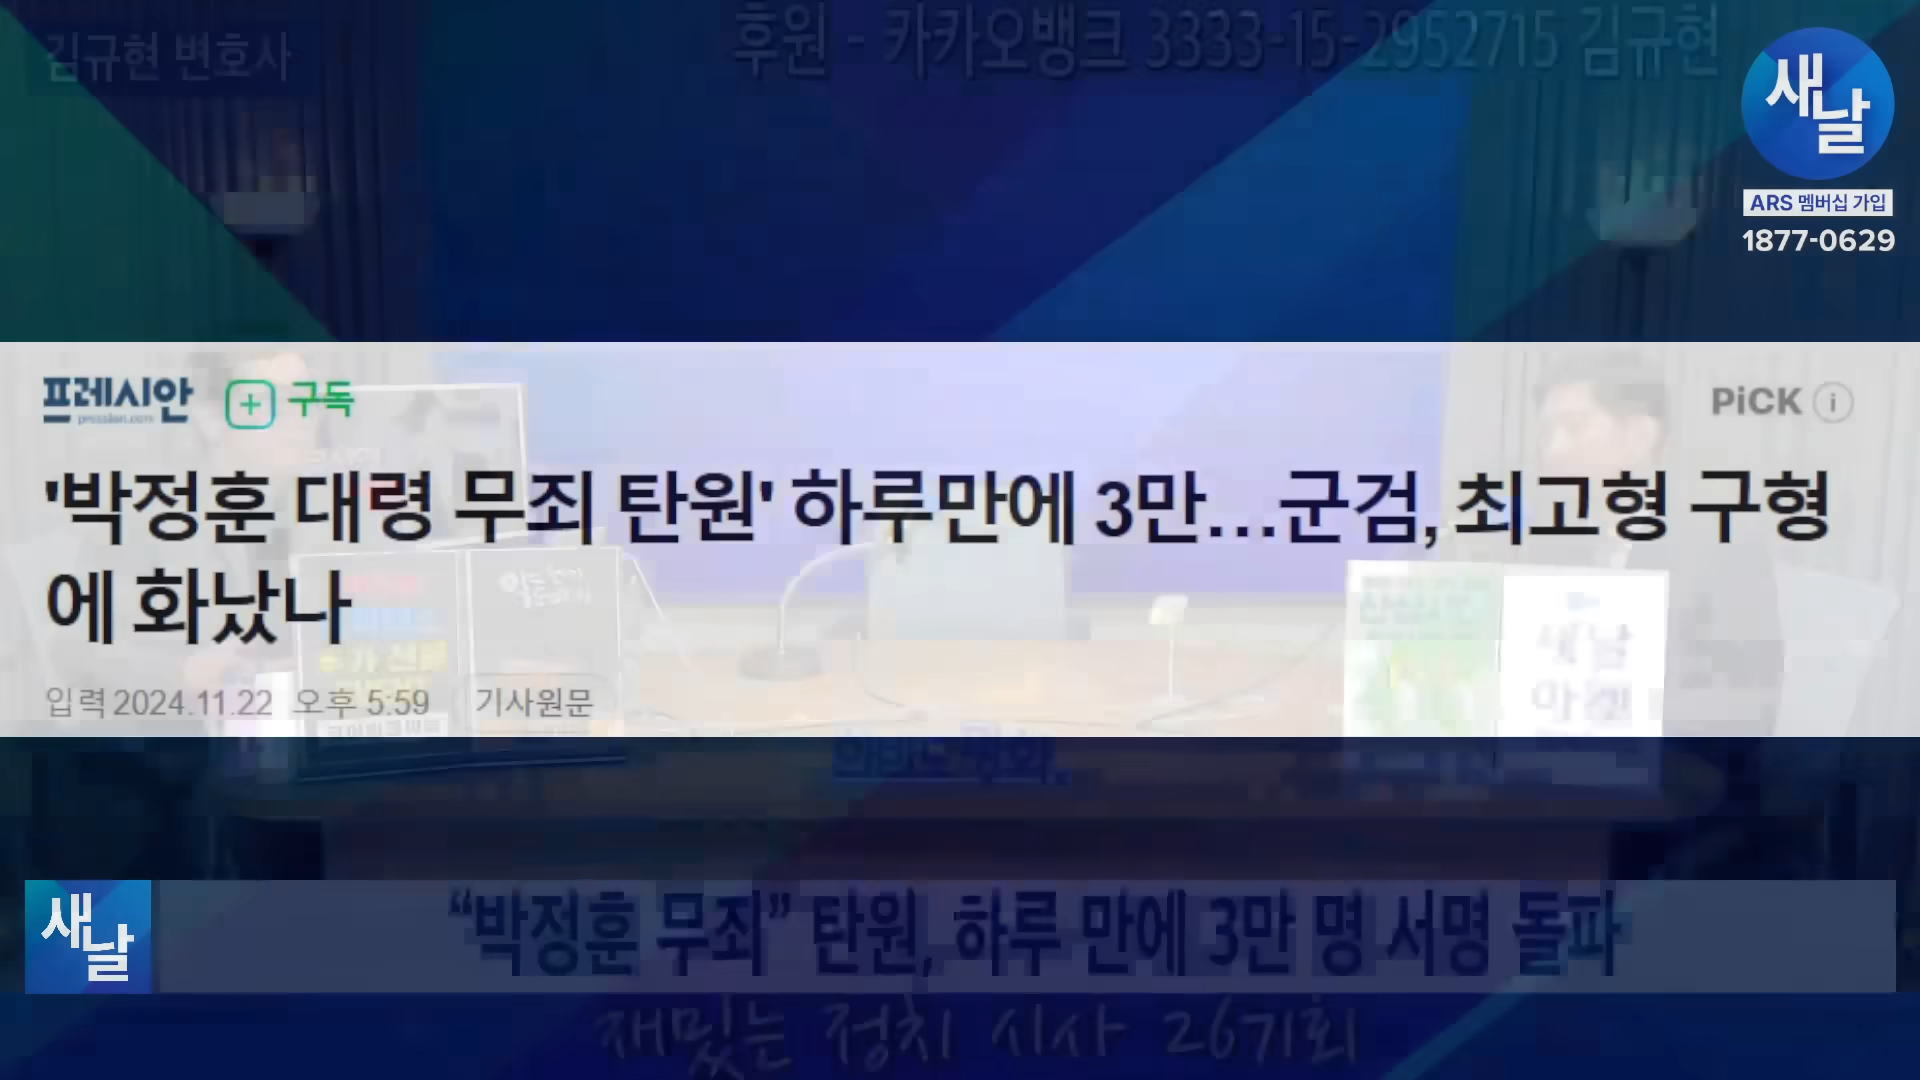 김규현 변호사
후원 - 카카오뱅크 3333-15-2952715 김규현
새날
ARS 멤버십 가입
1877-0629
프레시안
pressian.com
구독
PiCK
'박정훈 대령 무죄 탄원' 하루만에 3만…군검, 최고형 구형
에 화났나
입력 2024.11.22 오후 5:59
기사원문
새날
“박정훈 무죄” 탄원, 하루 만에 3만 명 서명 돌파
재밌는 정치 시사 267회